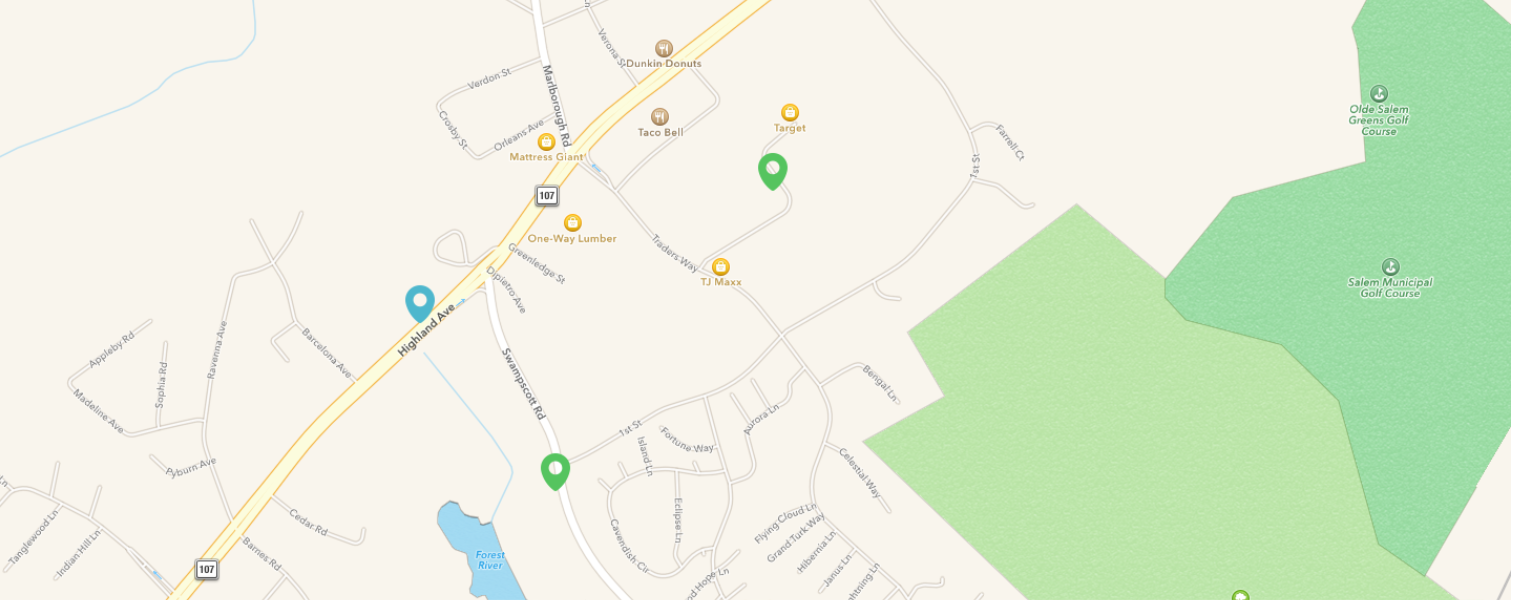 Verona S
Dunkin Donuts
Marlborough Rd
Verdon St
Crosby St
Orleans Ave
Mattress Giant
Taco Bell
Target
Olde Salem
Greens Golf
Course
Farrell Ct
1st St
107
One-Way Lumber
Greenledge St
Dipietro Ave
Traders Way
TJ Maxx
Salem Municipal
Golf Course
Highland Ave
Appleby Rd
Sophia Rd
Ravenna Ave
Barcelona Ave
Madeline Ave
Swampscott Rd
Bengal Ln
Aurora Ln
1st St
Fortune Way
Island Ln
Celestial Way
Pyburn Ave
Ln
Tanglewood Ln
Indian Hill Ln
Cedar Rd
Barnes Rd
107
Forest
River
Eclipse Ln
Cavendish Cir
d Hope Ln
Flying Cloud Ln
Grand Turk Way
Hibernia Ln
Janus Ln
ghtning Ln